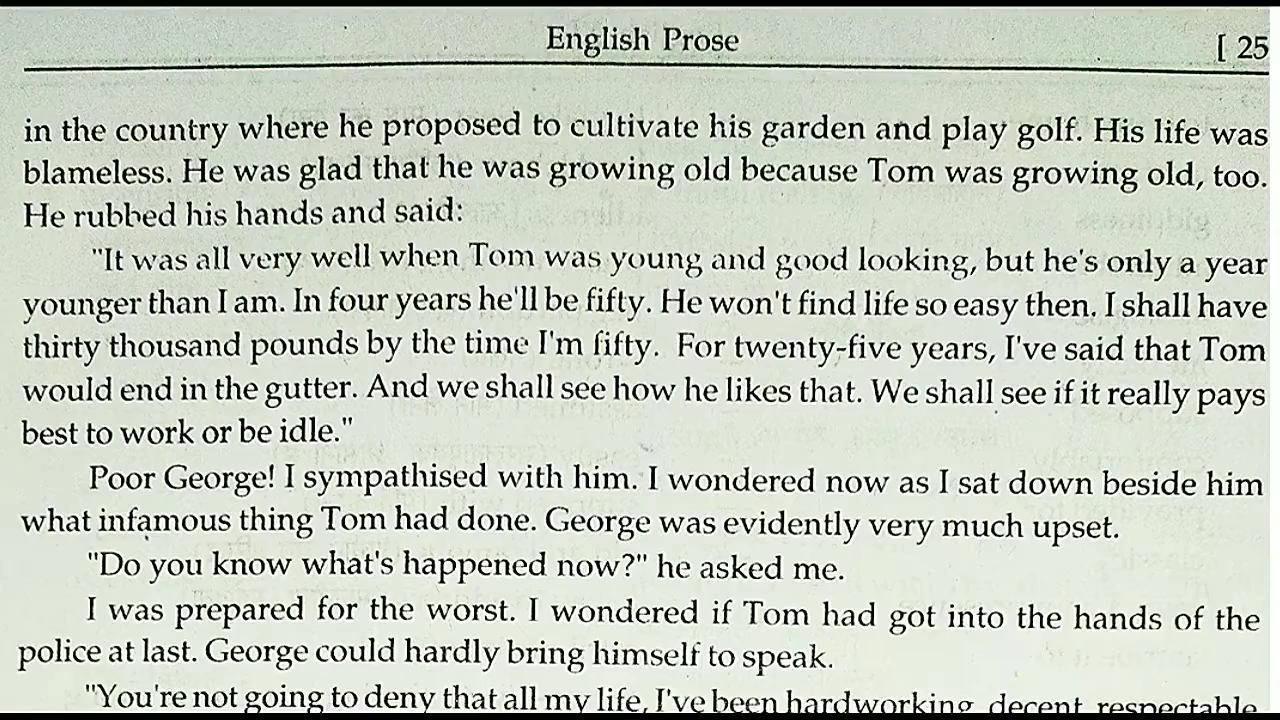 English Prose
[ 25
in the country where he proposed to cultivate his garden and play golf. His life was
blameless. He was glad that he was growing old because Tom was growing old, too.
He rubbed his hands and said:
"It was all very well when Tom was young and good looking, but he's only a year
younger than I am. In four years he'll be fifty. He won't find life so easy then. I shall have
thirty thousand pounds by the time I'm fifty. For twenty-five years, I've said that Tom
would end in the gutter. And we shall see how he likes that. We shall see if it really pays
best to work or be idle."
Poor George! I sympathised with him. I wondered now as I sat down beside him
what infamous thing Tom had done. George was evidently very much upset.
"Do you know what's happened now?" he asked me.
I was prepared for the worst. I wondered if Tom had got into the hands of the
police at last. George could hardly bring himself to speak.
"You're not going to deny that all my life, I've been hardworking, decent, respectable